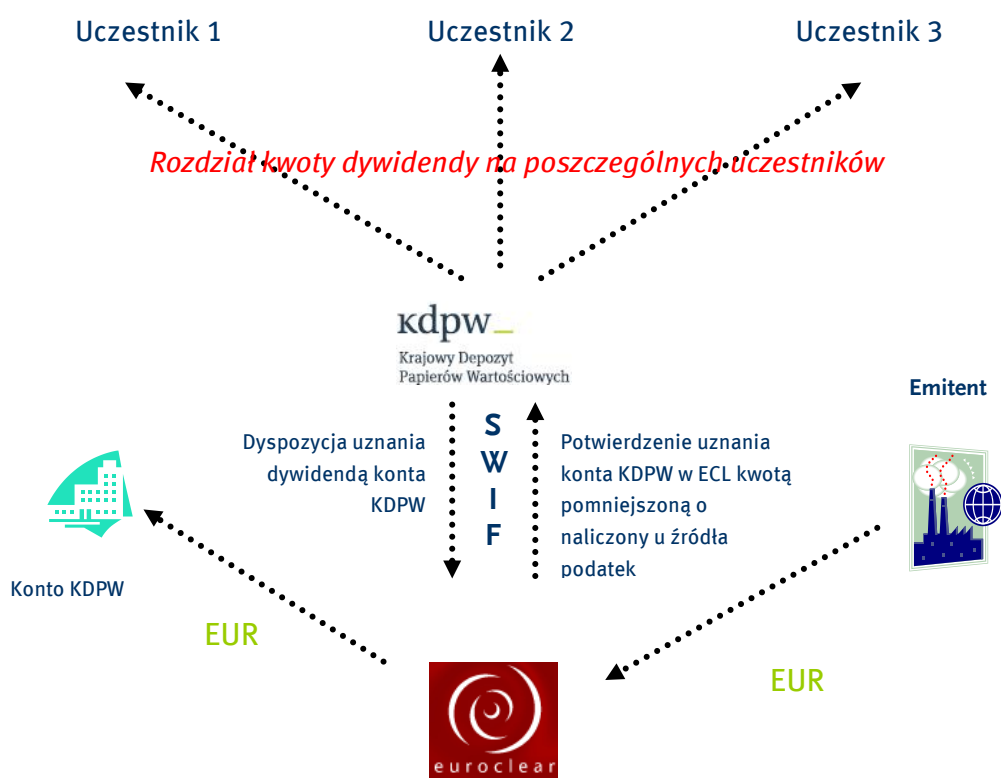 Uczestnik 1
Uczestnik 2
Uczestnik 3
Rozdział kwoty dywidendy na poszczególnych uczestników
кdpw_
Krajowy Depozyt
Papierów Wartościowych
Emitent
Dyspozycja uznania
dywidendą konta
KDPW
S
W
I
F
Potwierdzenie uznania
konta KDPW w ECL kwotą
pomniejszoną o
naliczony u źródła
podatek
Konto KDPW
EUR
EUR
euroclear